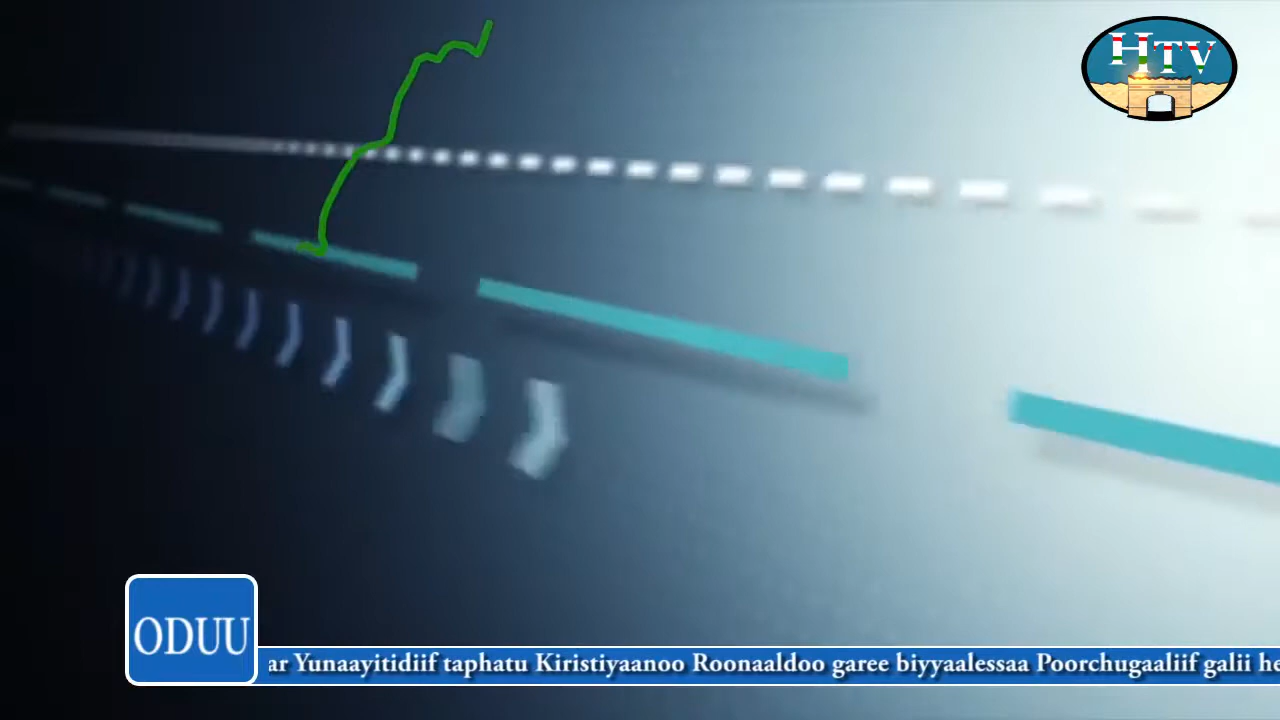 HTV
ODUU
ar Yunaayitidiif taphatu Kiristiyaanoo Roonaaldoo garee biyyaalessaa Poorchugaaliif galii he